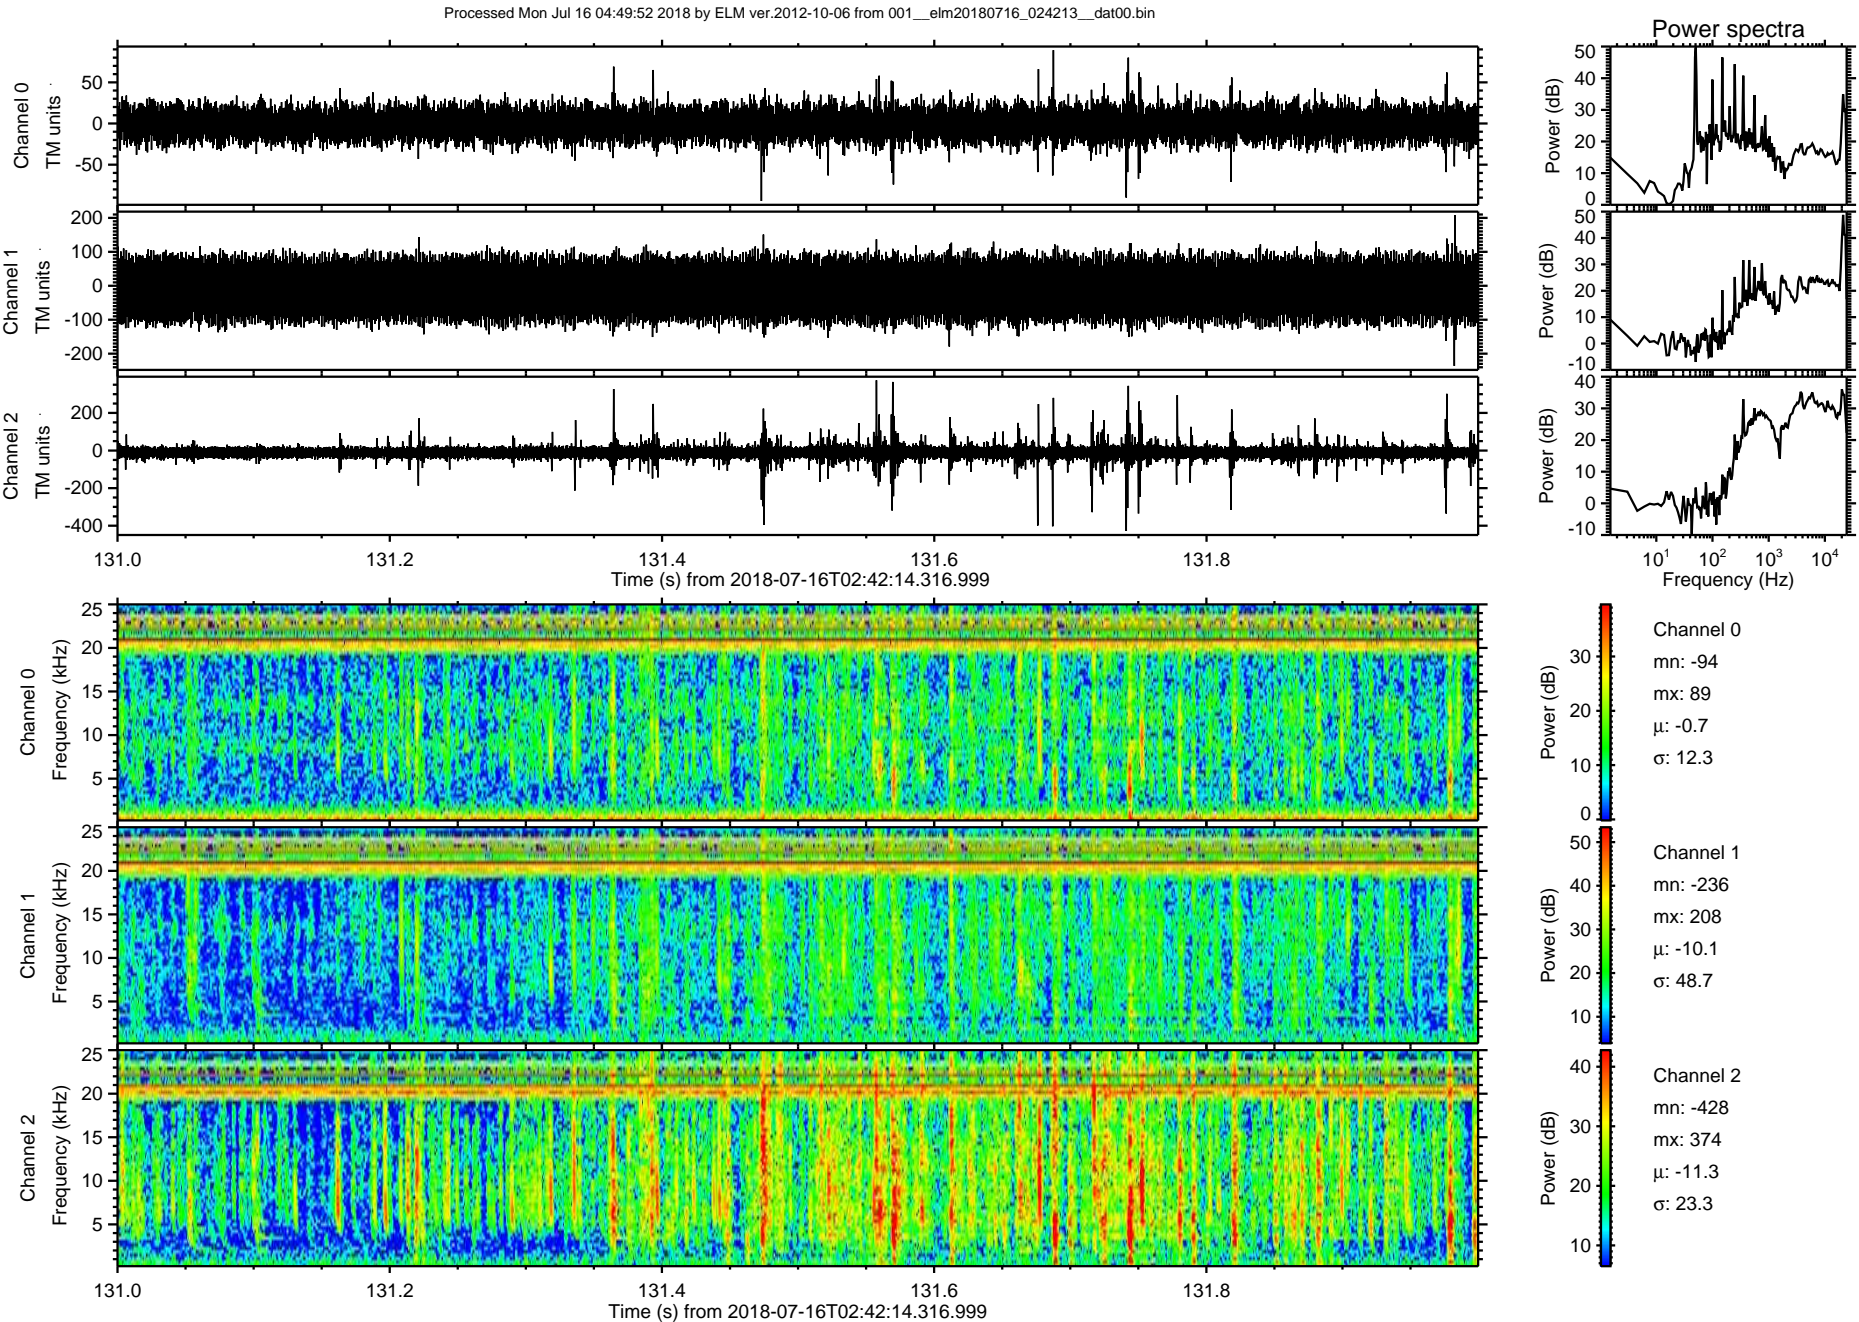 Processed Mon Jul 16 04:49:52 2018 by ELM ver.2012-10-06 from 001__elm20180716_024213__dat00.bin
Power spectra
Channel 0
TM units
50
0
-50
Power (dB)
50
40
30
20
10
0
Channel 1
TM units
200
100
0
-100
-200
Power (dB)
50
40
30
20
10
0
-10
Channel 2
TM units
200
0
-200
-400
Power (dB)
40
30
20
10
0
-10
131.0 131.2 131.4 131.6 131.8
Time (s) from 2018-07-16T02:42:14.316.999
10¹ 10² 10³ 10⁴
Frequency (Hz)
Channel 0
Frequency (kHz)
25
20
15
10
5
Power (dB)
30
20
10
0
Channel 0
mn: -94
mx: 89
μ: -0.7
σ: 12.3
Channel 1
Frequency (kHz)
25
20
15
10
5
Power (dB)
50
40
30
20
10
Channel 1
mn: -236
mx: 208
μ: -10.1
σ: 48.7
Channel 2
Frequency (kHz)
25
20
15
10
5
Power (dB)
40
30
20
10
Channel 2
mn: -428
mx: 374
μ: -11.3
σ: 23.3
131.0 131.2 131.4 131.6 131.8
Time (s) from 2018-07-16T02:42:14.316.999